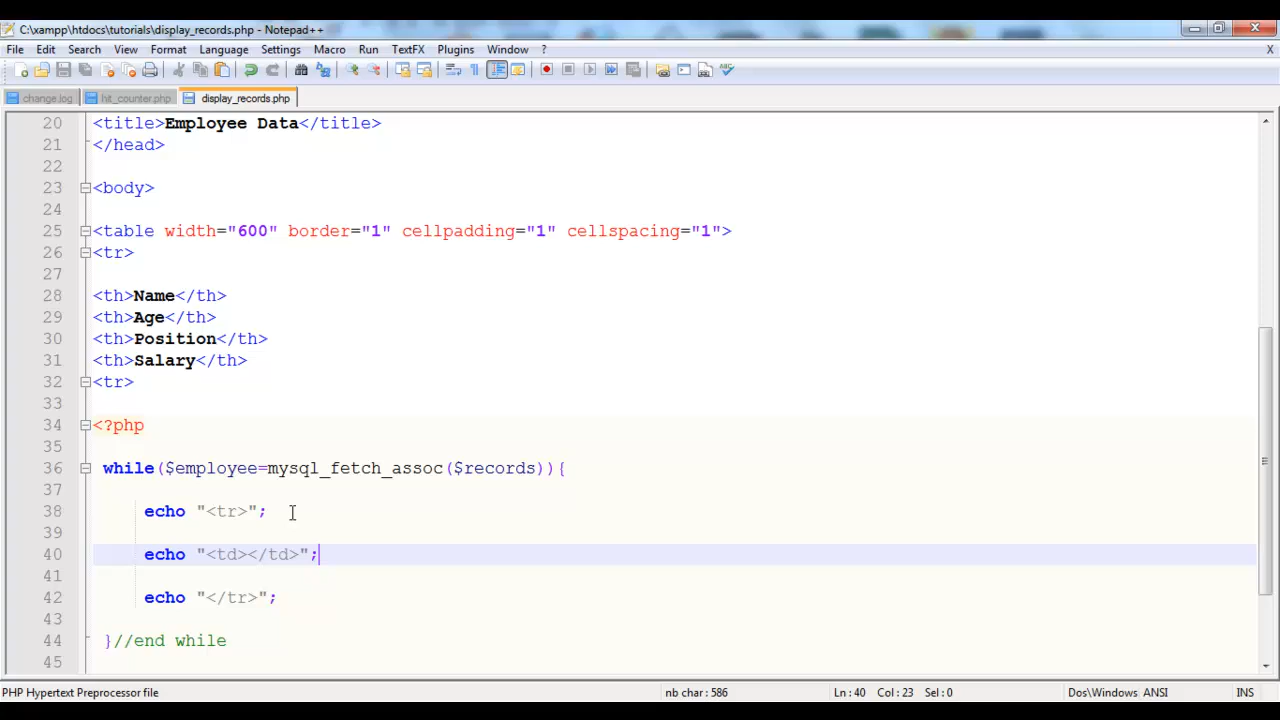 C:\xampp\htdocs\tutorials\display_records.php - Notepad++
File Edit Search View Format Language Settings Macro Run TextFX Plugins Window ? X
change.log hit_counter.php display_records.php
20 <title>Employee Data</title>
21 </head>
22
23 <body>
24
25 <table width="600" border="1" cellpadding="1" cellspacing="1">
26 <tr>
27
28 <th>Name</th>
29 <th>Age</th>
30 <th>Position</th>
31 <th>Salary</th>
32 <tr>
33
34 <?php
35
36 while($employee=mysql_fetch_assoc($records)){
37
38 echo "<tr>";
39
40 echo "<td></td>";
41
42 echo "</tr>";
43
44 }//end while
45
PHP Hypertext Preprocessor file nb char : 586 Ln : 40 Col : 23 Sel : 0 Dos\Windows ANSI INS